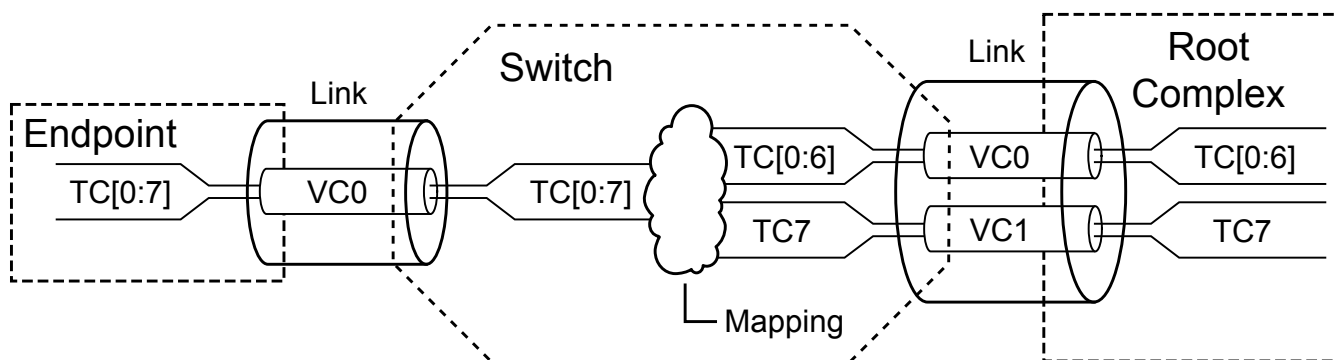 Endpoint
TC[0:7]
Link
VC0
Switch
TC[0:7]
Mapping
TC[0:6]
TC7
Link
VC0
VC1
Root
Complex
TC[0:6]
TC7